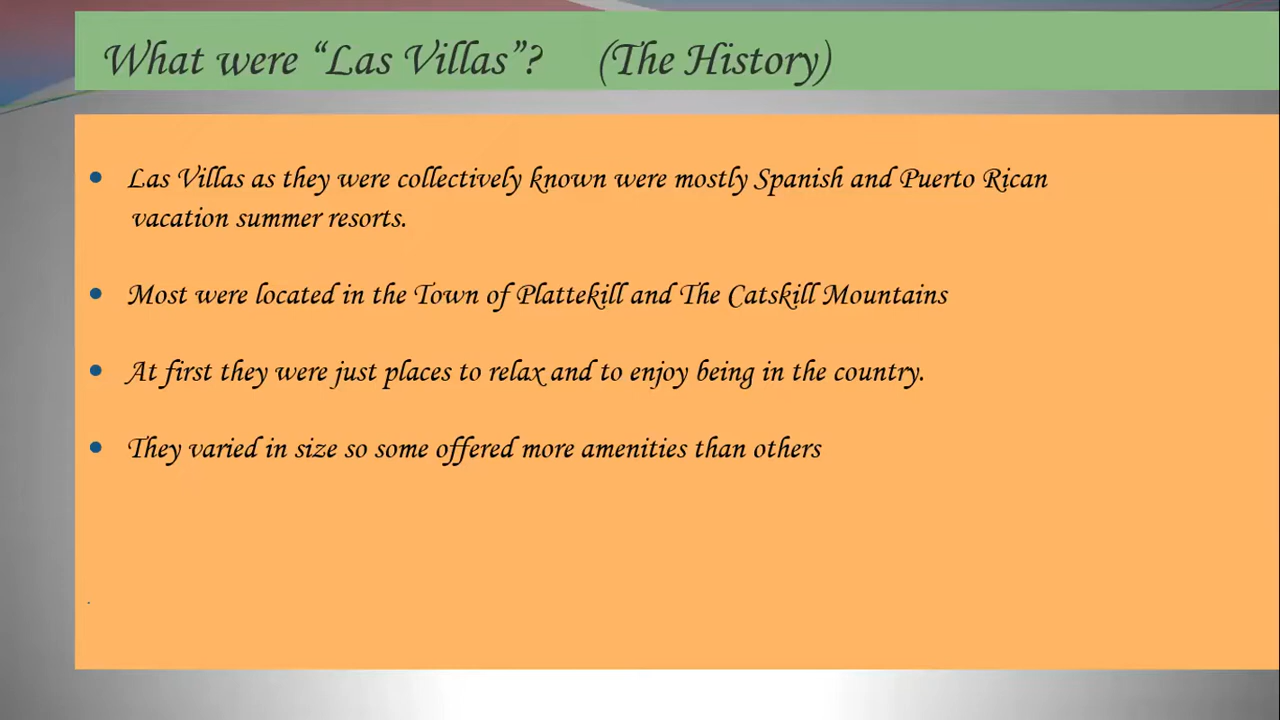 What were “Las Villas”? (The History)
• Las Villas as they were collectively known were mostly Spanish and Puerto Rican
vacation summer resorts.
• Most were located in the Town of Plattekill and The Catskill Mountains
• At first they were just places to relax and to enjoy being in the country.
• They varied in size so some offered more amenities than others
.